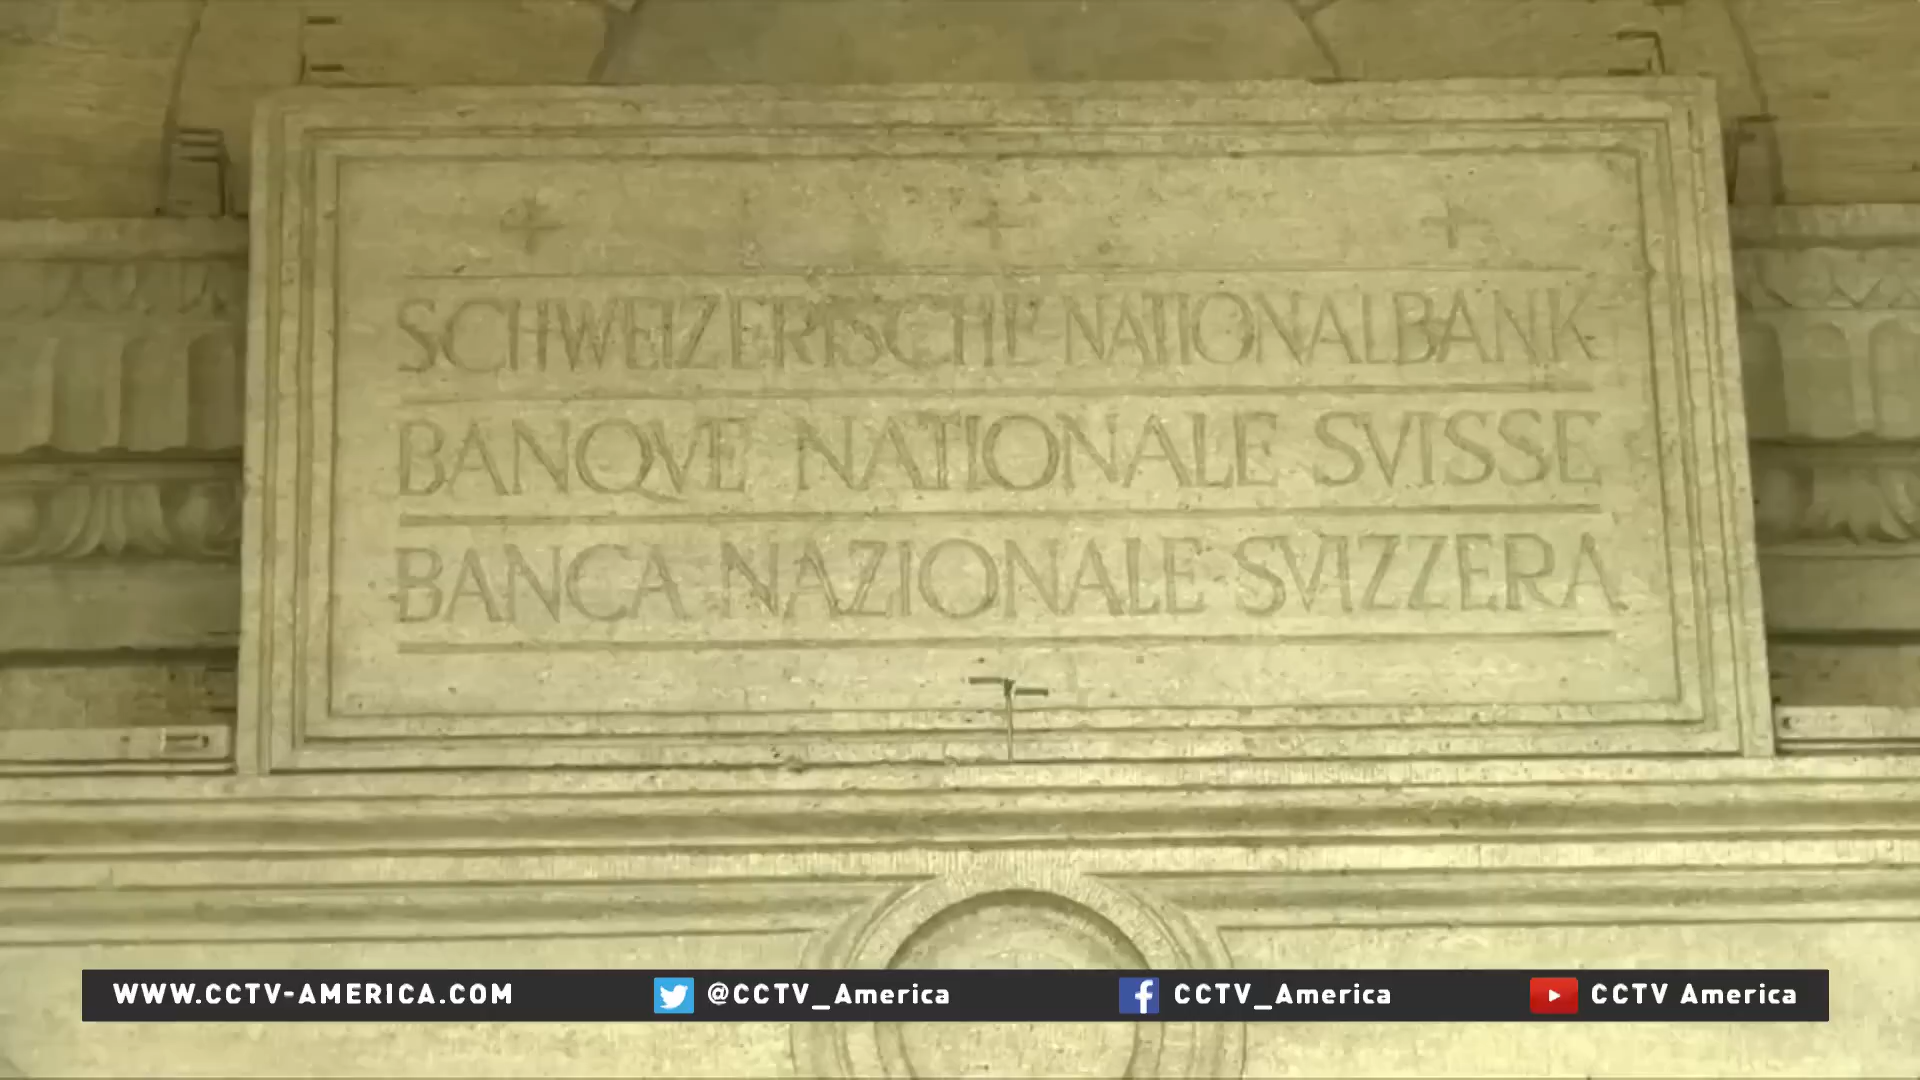 SCHWEIZERISCHE NATIONALBANK
BANQVE NATIONALE SVISSE
BANCA NAZIONALE SVIZZERA
WWW.CCTV-AMERICA.COM @CCTV_America CCTV_America CCTV America